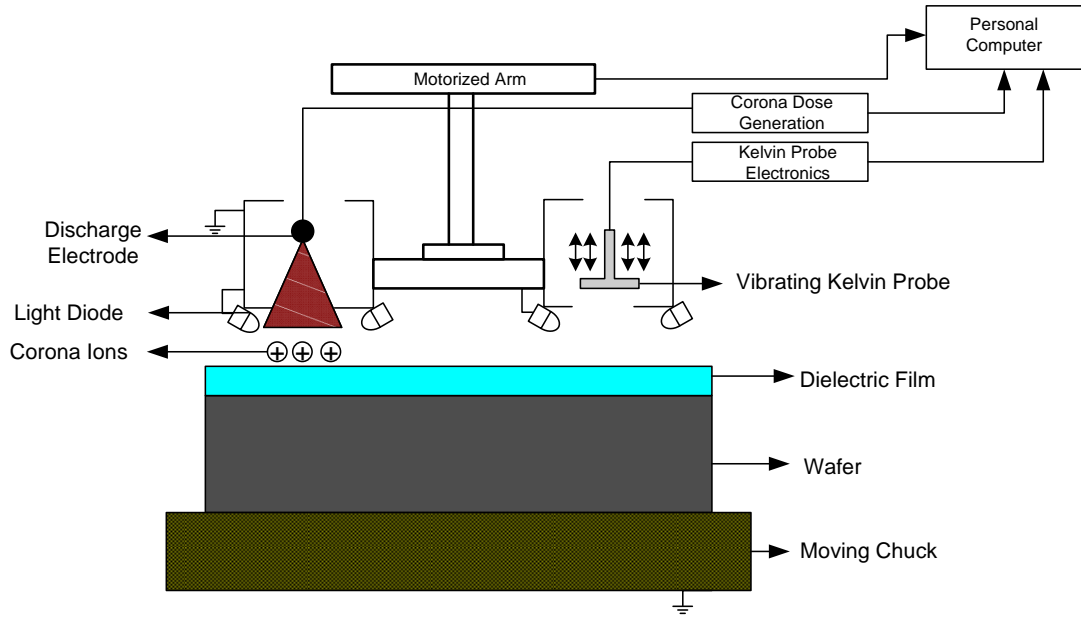 Personal
Computer
Motorized Arm
Corona Dose
Generation
Kelvin Probe
Electronics
Discharge
Electrode
Vibrating Kelvin Probe
Light Diode
Corona Ions
+ + +
Dielectric Film
Wafer
Moving Chuck